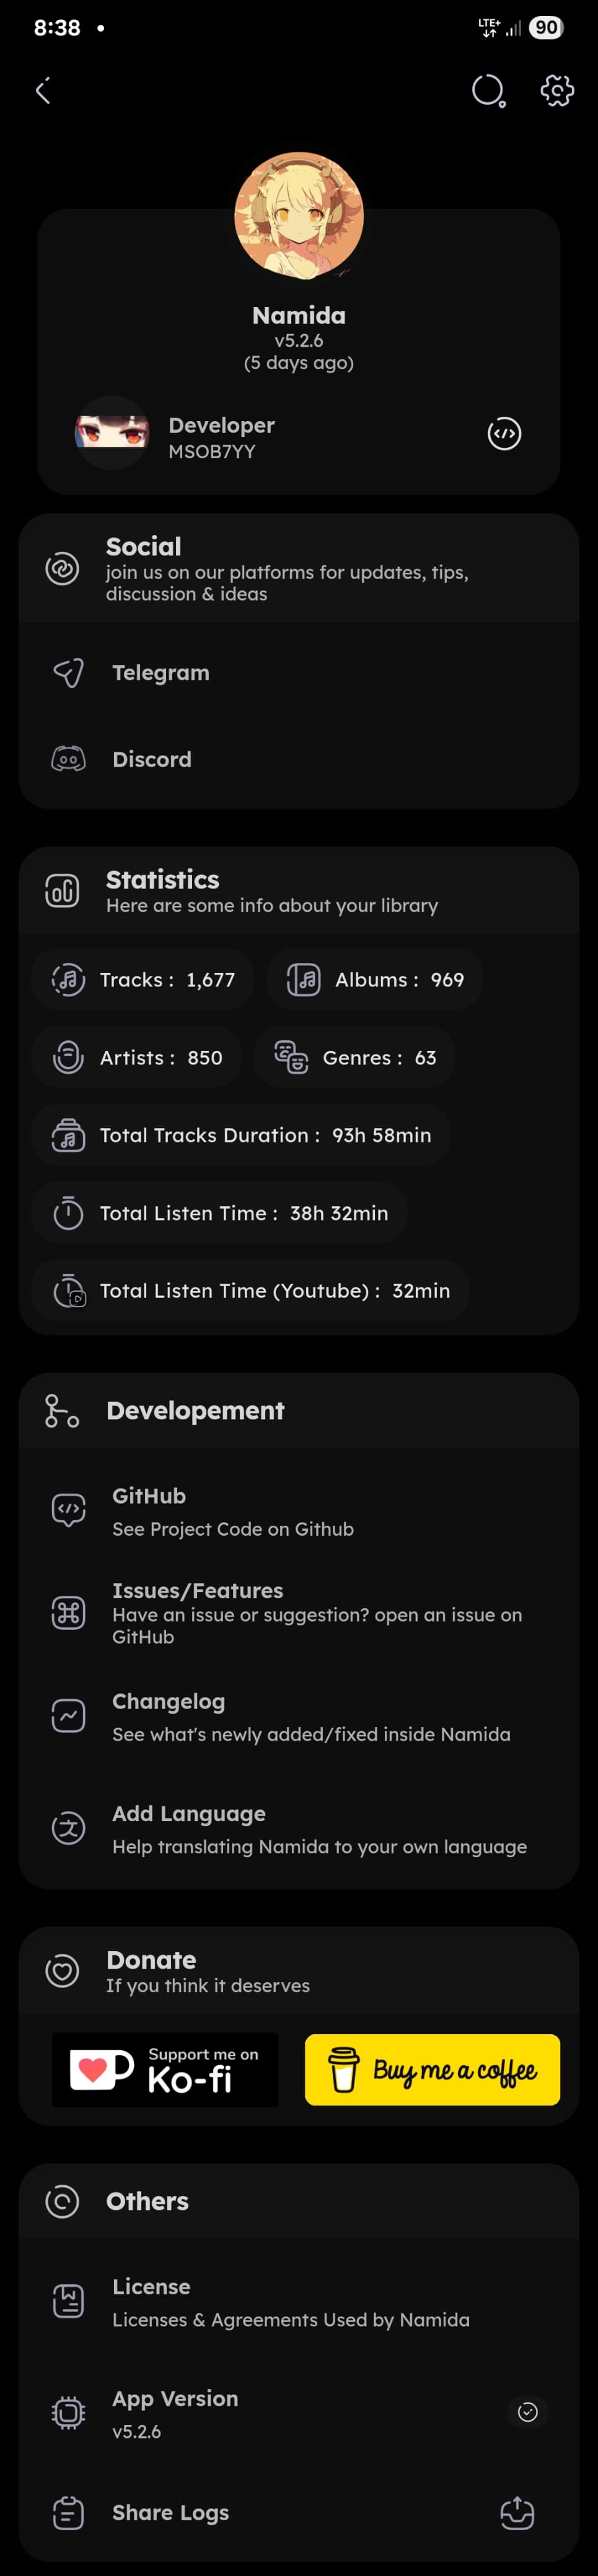 8:38
LTE+
90
Namida
v5.2.6
(5 days ago)
Developer
MSOB7YY
Social
join us on our platforms for updates, tips,
discussion & ideas
Telegram
Discord
Statistics
Here are some info about your library
Tracks : 1,677
Albums : 969
Artists : 850
Genres : 63
Total Tracks Duration : 93h 58min
Total Listen Time : 38h 32min
Total Listen Time (Youtube) : 32min
Developement
GitHub
See Project Code on Github
Issues/Features
Have an issue or suggestion? open an issue on
GitHub
Changelog
See what's newly added/fixed inside Namida
Add Language
Help translating Namida to your own language
Donate
If you think it deserves
Support me on
Ko-fi
Buy me a coffee
Others
License
Licenses & Agreements Used by Namida
App Version
v5.2.6
Share Logs